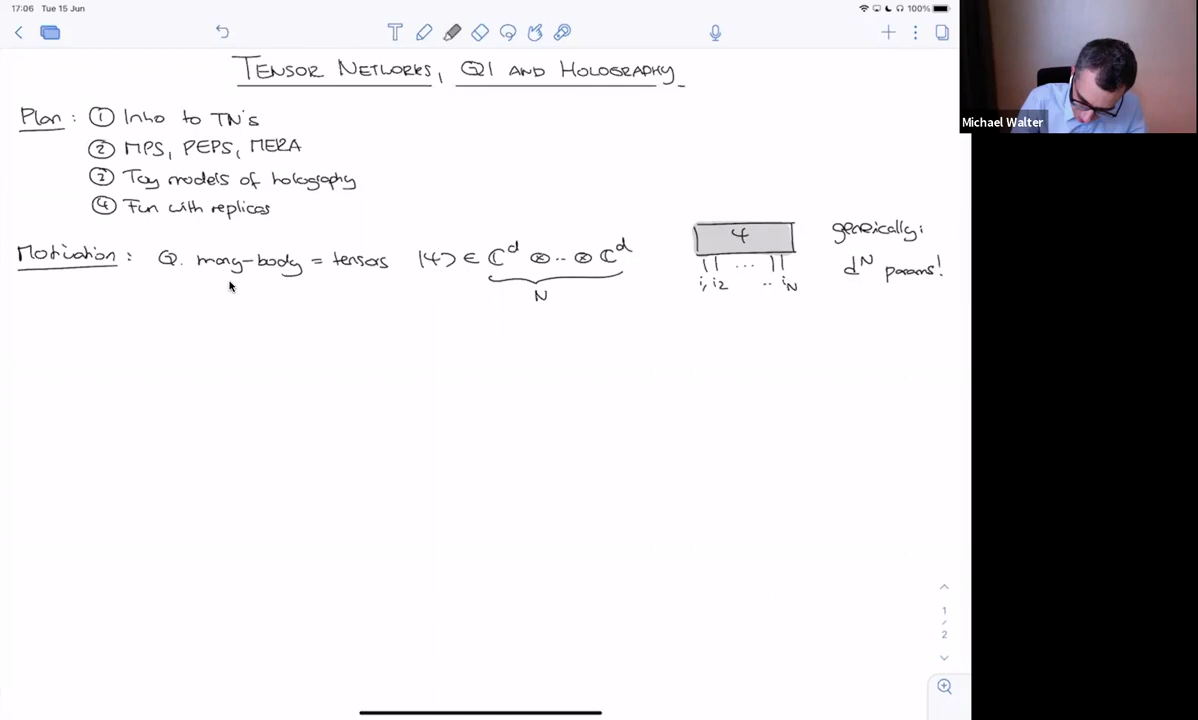 17:06 Tue 15 Jun
100%
TENSOR NETWORKS, QI AND HOLOGRAPHY
Plan: ① Intro to TN's
② MPS, PEPS, MERA
③ Toy models of holography
④ Fun with replicas
Motivation: Q. many-body = tensors |ψ> ∈ ℂ^d ⊗ ·· ⊗ ℂ^d
N
ψ
i₁ i₂ ·· i_N
generically:
d^N params!
Michael Walter
1
/
2